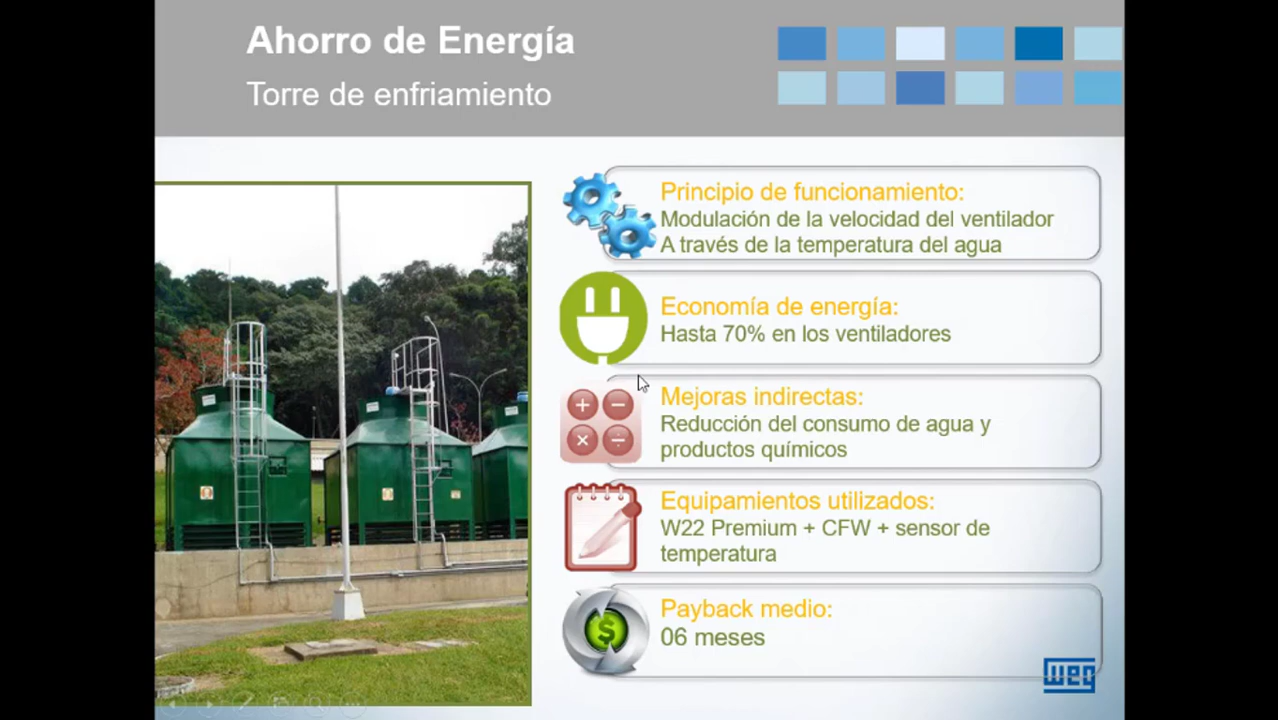 Ahorro de Energía
Torre de enfriamiento
Principio de funcionamiento:
Modulación de la velocidad del ventilador
A través de la temperatura del agua
Economía de energía:
Hasta 70% en los ventiladores
Mejoras indirectas:
Reducción del consumo de agua y
productos químicos
Equipamientos utilizados:
W22 Premium + CFW + sensor de
temperatura
Payback medio:
06 meses
weg